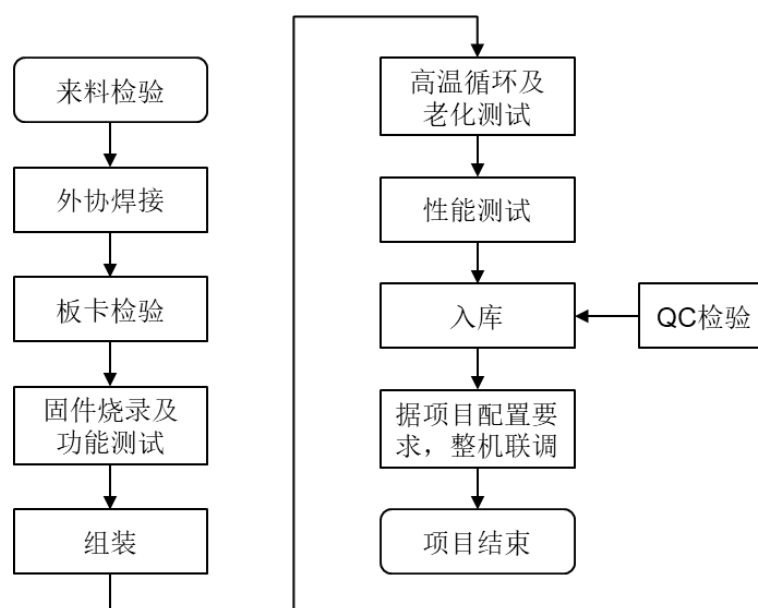 来料检验
外协焊接
板卡检验
固件烧录及
功能测试
组装
高温循环及
老化测试
性能测试
入库
QC检验
据项目配置要
求，整机联调
项目结束